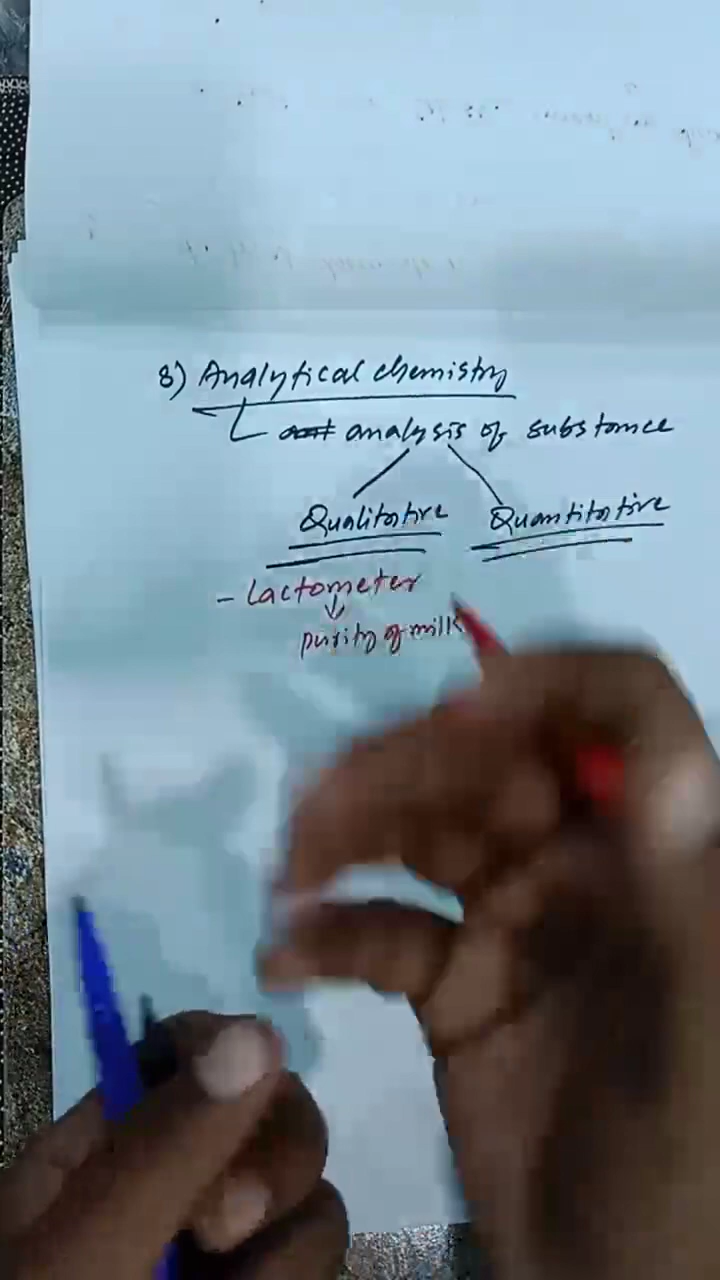 8) Analytical chemistry
analysis of substance
Qualitative Quantitative
- Lactometer
purity of milk